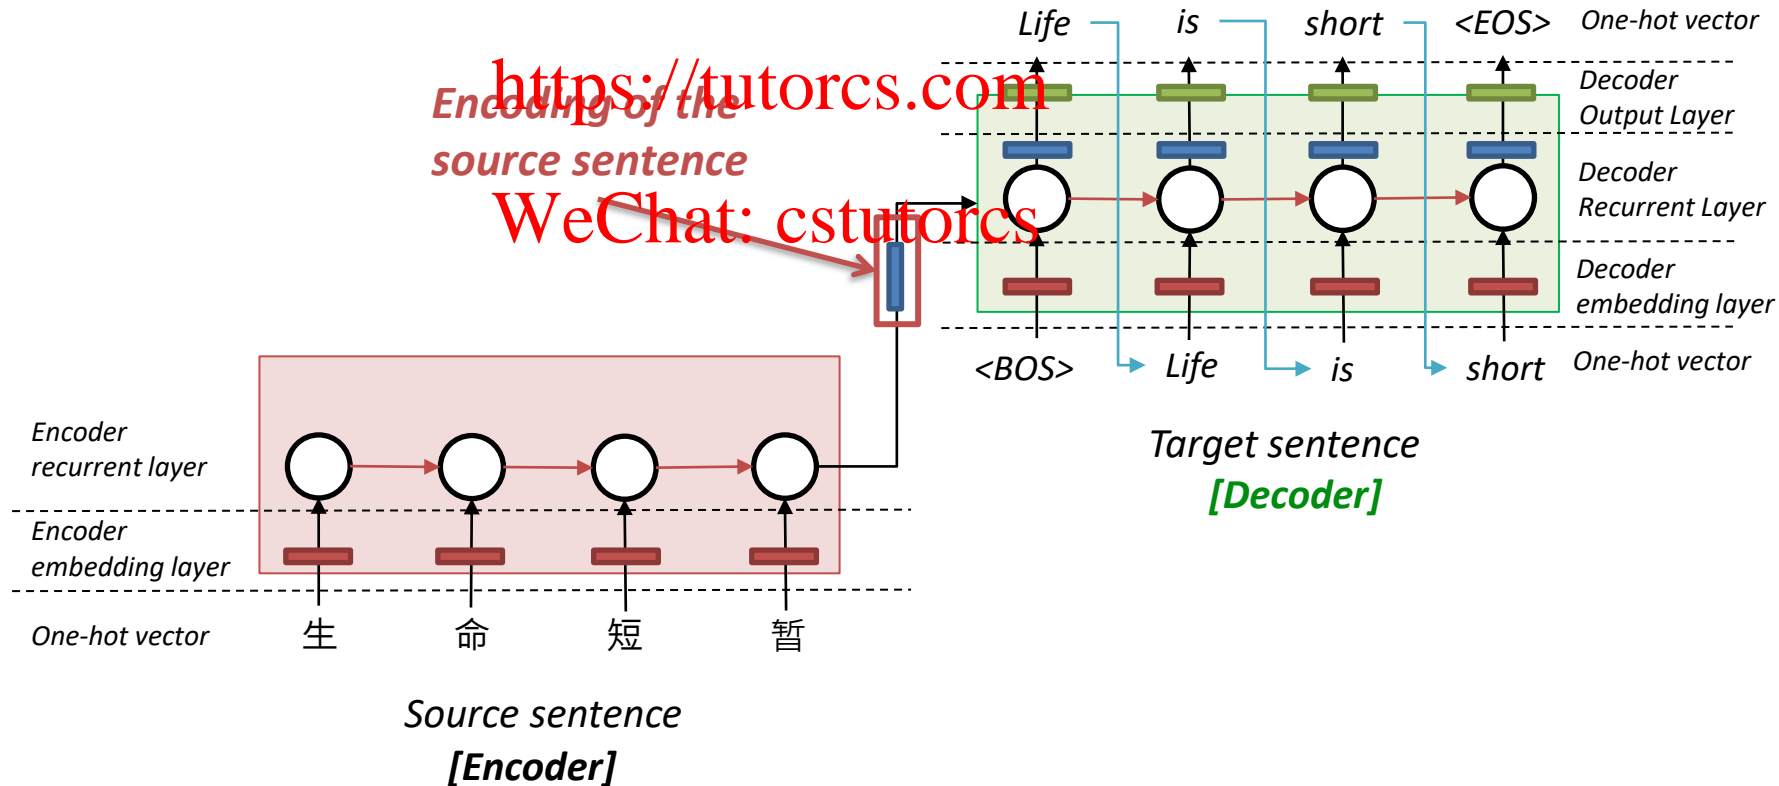 Life is short <EOS> One-hot vector
https://tutorcs.com
Encoding of the
source sentence
WeChat: cstutorcs
Decoder
Output Layer
Decoder
Recurrent Layer
Decoder
embedding layer
<BOS> Life is short One-hot vector
Target sentence
[Decoder]
Encoder
recurrent layer
Encoder
embedding layer
One-hot vector 生 命 短 暂
Source sentence
[Encoder]